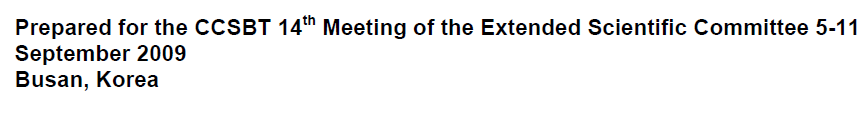 Prepared for the CCSBT 14th Meeting of the Extended Scientific Committee 5-11
September 2009
Busan, Korea